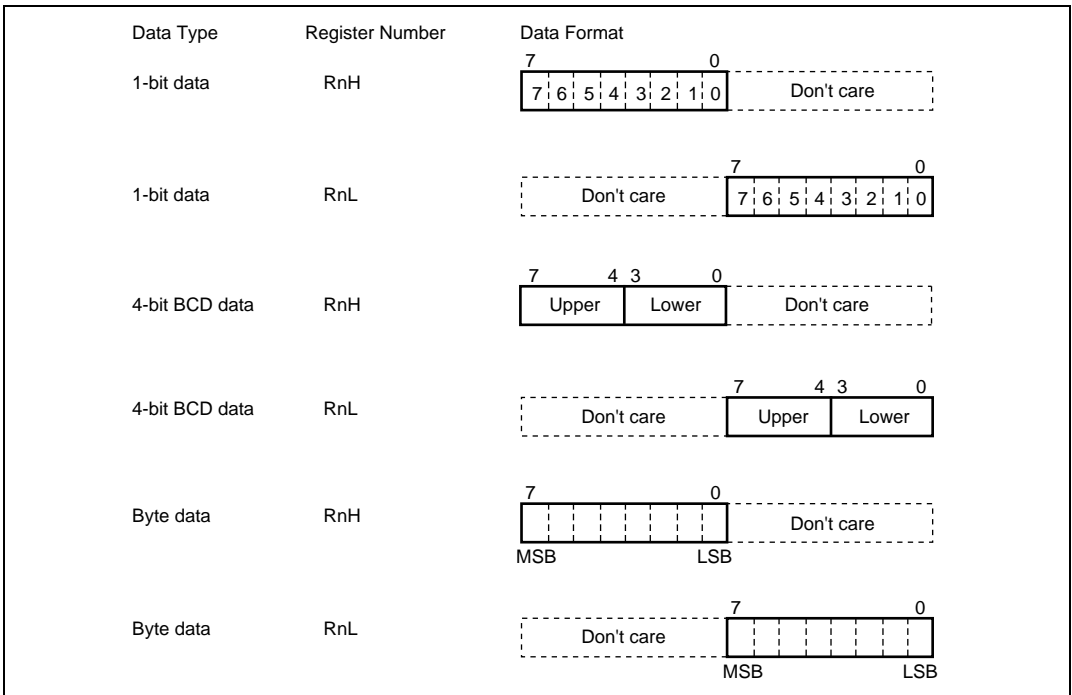 Data Type Register Number Data Format
7 0
1-bit data RnH 7 6 5 4 3 2 1 0 Don't care
7 0
1-bit data RnL Don't care 7 6 5 4 3 2 1 0
7 4 3 0
4-bit BCD data RnH Upper Lower Don't care
7 4 3 0
4-bit BCD data RnL Don't care Upper Lower
7 0
Byte data RnH Don't care
MSB LSB
7 0
Byte data RnL Don't care
MSB LSB